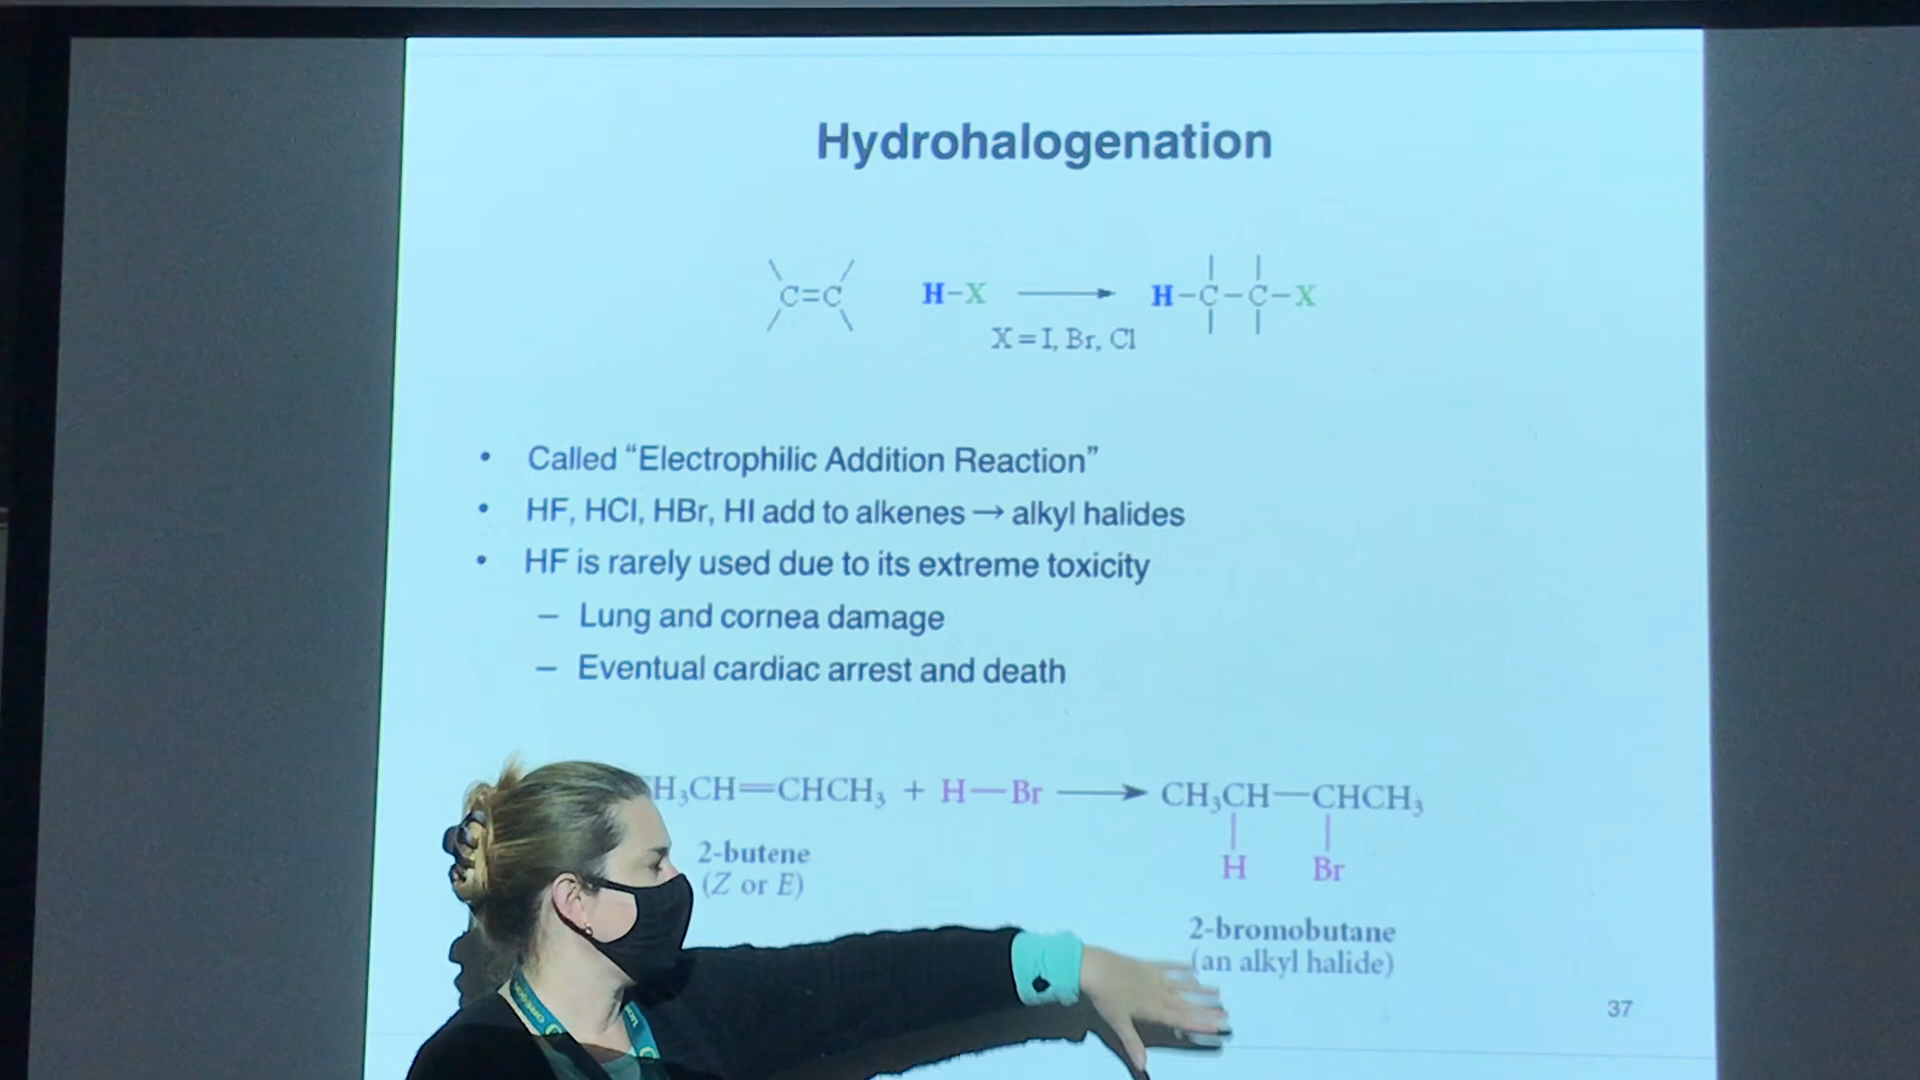 Hydrohalogenation
C=C H-X H-C-C-X
X = I, Br, Cl
• Called “Electrophilic Addition Reaction”
• HF, HCl, HBr, HI add to alkenes → alkyl halides
• HF is rarely used due to its extreme toxicity
– Lung and cornea damage
– Eventual cardiac arrest and death
H₃CH=CHCH₃ + H—Br → CH₃CH—CHCH₃
H Br
2-butene
(Z or E)
2-bromobutane
(an alkyl halide)
37